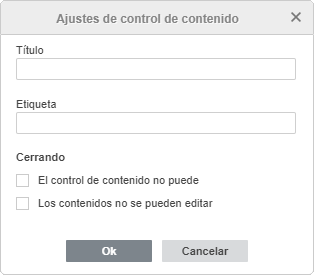 Ajustes de control de contenido
Título
Etiqueta
Cerrando
El control de contenido no puede
Los contenidos no se pueden editar
Ok Cancelar